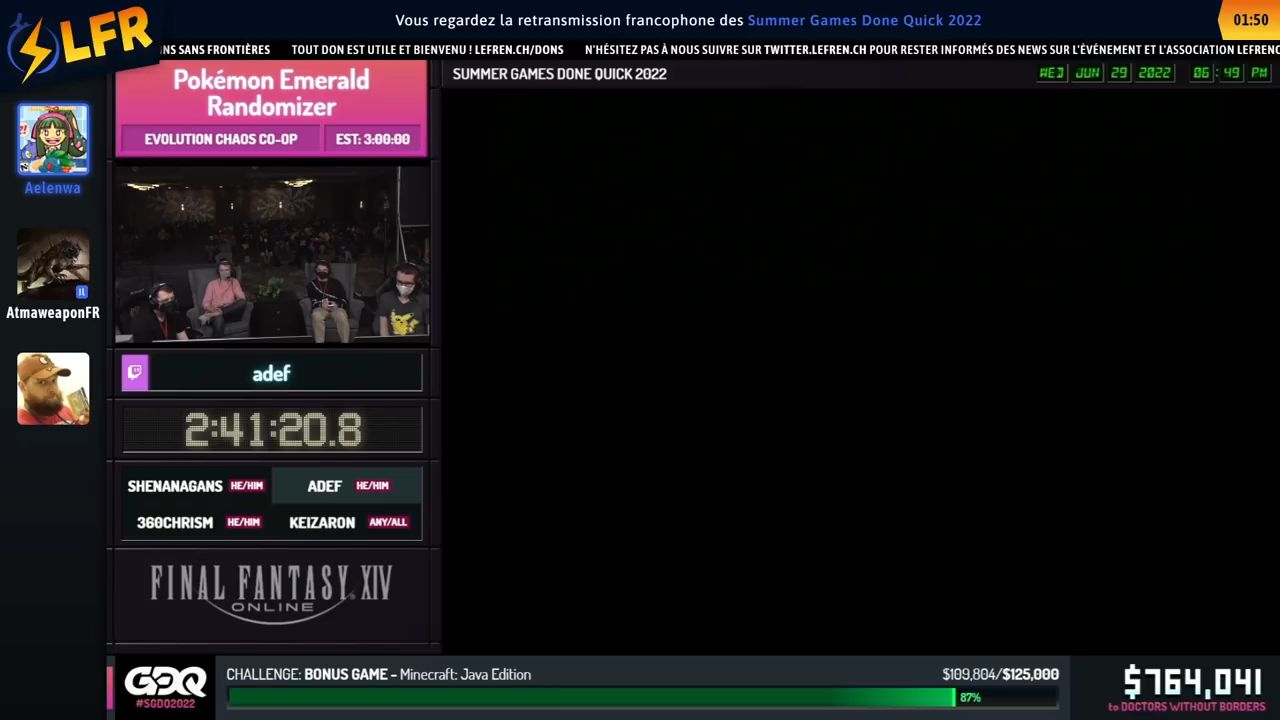 LFR
Vous regardez la retransmission francophone des Summer Games Done Quick 2022
01:50
INS SANS FRONTIÈRES TOUT DON EST UTILE ET BIENVENU ! LEFREN.CH/DONS N'HÉSITEZ PAS À NOUS SUIVRE SUR TWITTER.LEFREN.CH POUR RESTER INFORMÉS DES NEWS SUR L'ÉVÉNEMENT ET L'ASSOCIATION LEFRENC
Pokémon Emerald
Randomizer
EVOLUTION CHAOS CO-OP EST: 3:00:00
SUMMER GAMES DONE QUICK 2022
WED JUN 29 2022 06:49 PM
Aelenwa
AtmaweaponFR
adef
2:41:20.8
SHENANAGANS HE/HIM ADEF HE/HIM
360CHRISM HE/HIM KEIZARON ANY/ALL
FINAL FANTASY XIV
ONLINE
GDQ
#SGDQ2022
CHALLENGE: BONUS GAME - Minecraft: Java Edition $109,804/$125,000
87%
$764,041
to DOCTORS WITHOUT BORDERS